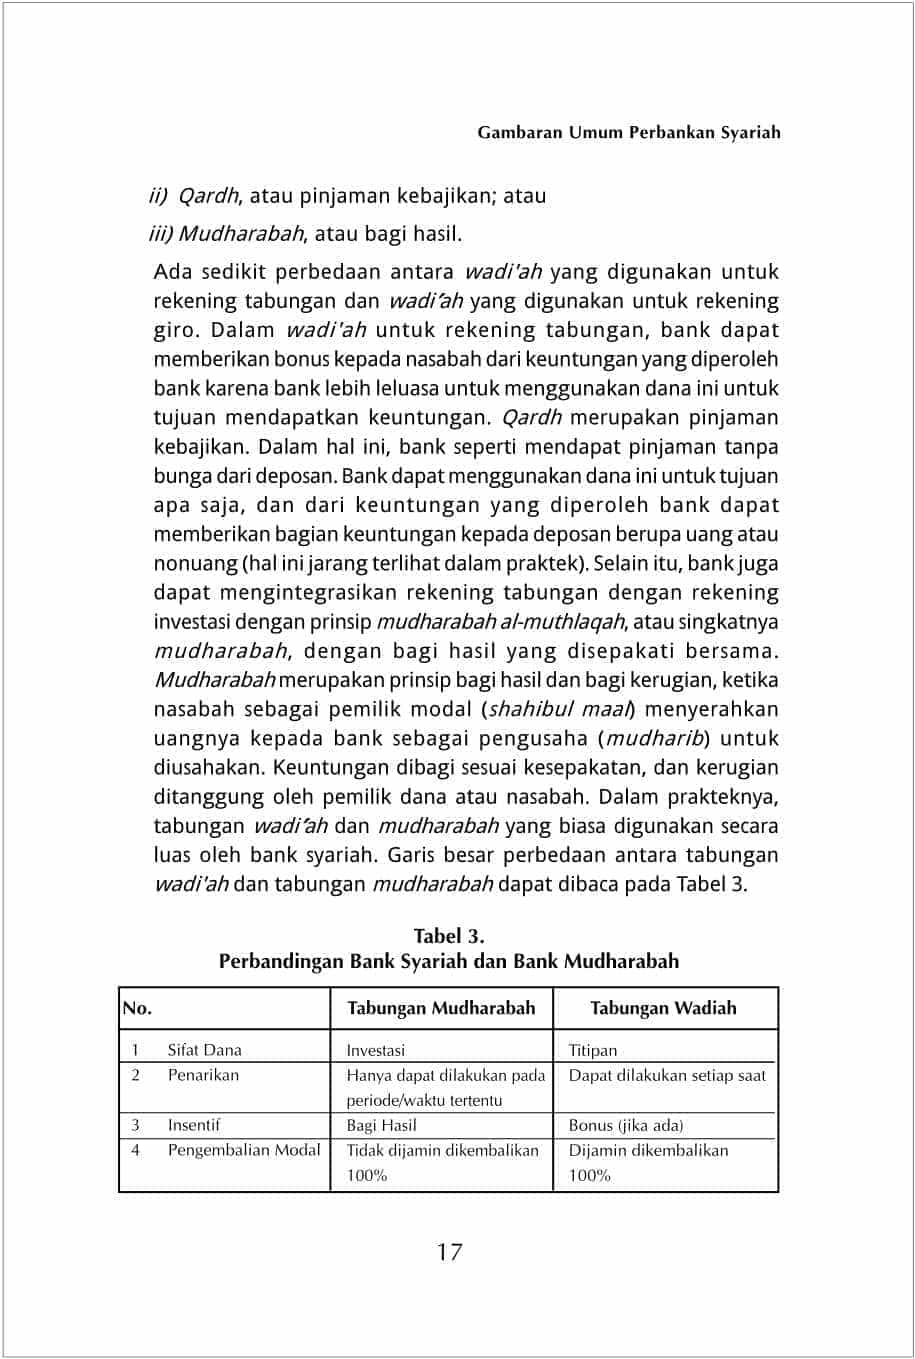 Gambaran Umum Perbankan Syariah
ii) Qardh, atau pinjaman kebajikan; atau
iii) Mudharabah, atau bagi hasil.
Ada sedikit perbedaan antara wadi'ah yang digunakan untuk
rekening tabungan dan wadi'ah yang digunakan untuk rekening
giro. Dalam wadi'ah untuk rekening tabungan, bank dapat
memberikan bonus kepada nasabah dari keuntungan yang diperoleh
bank karena bank lebih leluasa untuk menggunakan dana ini untuk
tujuan mendapatkan keuntungan. Qardh merupakan pinjaman
kebajikan. Dalam hal ini, bank seperti mendapat pinjaman tanpa
bunga dari deposan. Bank dapat menggunakan dana ini untuk tujuan
apa saja, dan dari keuntungan yang diperoleh bank dapat
memberikan bagian keuntungan kepada deposan berupa uang atau
nonuang (hal ini jarang terlihat dalam praktek). Selain itu, bank juga
dapat mengintegrasikan rekening tabungan dengan rekening
investasi dengan prinsip mudharabah al-muthlaqah, atau singkatnya
mudharabah, dengan bagi hasil yang disepakati bersama.
Mudharabah merupakan prinsip bagi hasil dan bagi kerugian, ketika
nasabah sebagai pemilik modal (shahibul maal) menyerahkan
uangnya kepada bank sebagai pengusaha (mudharib) untuk
diusahakan. Keuntungan dibagi sesuai kesepakatan, dan kerugian
ditanggung oleh pemilik dana atau nasabah. Dalam prakteknya,
tabungan wadi'ah dan mudharabah yang biasa digunakan secara
luas oleh bank syariah. Garis besar perbedaan antara tabungan
wadi'ah dan tabungan mudharabah dapat dibaca pada Tabel 3.
Tabel 3.
Perbandingan Bank Syariah dan Bank Mudharabah
No. Tabungan Mudharabah Tabungan Wadiah
1 Sifat Dana Investasi Titipan
2 Penarikan Hanya dapat dilakukan pada Dapat dilakukan setiap saat
periode/waktu tertentu
3 Insentif Bagi Hasil Bonus (jika ada)
4 Pengembalian Modal Tidak dijamin dikembalikan Dijamin dikembalikan
100% 100%
17